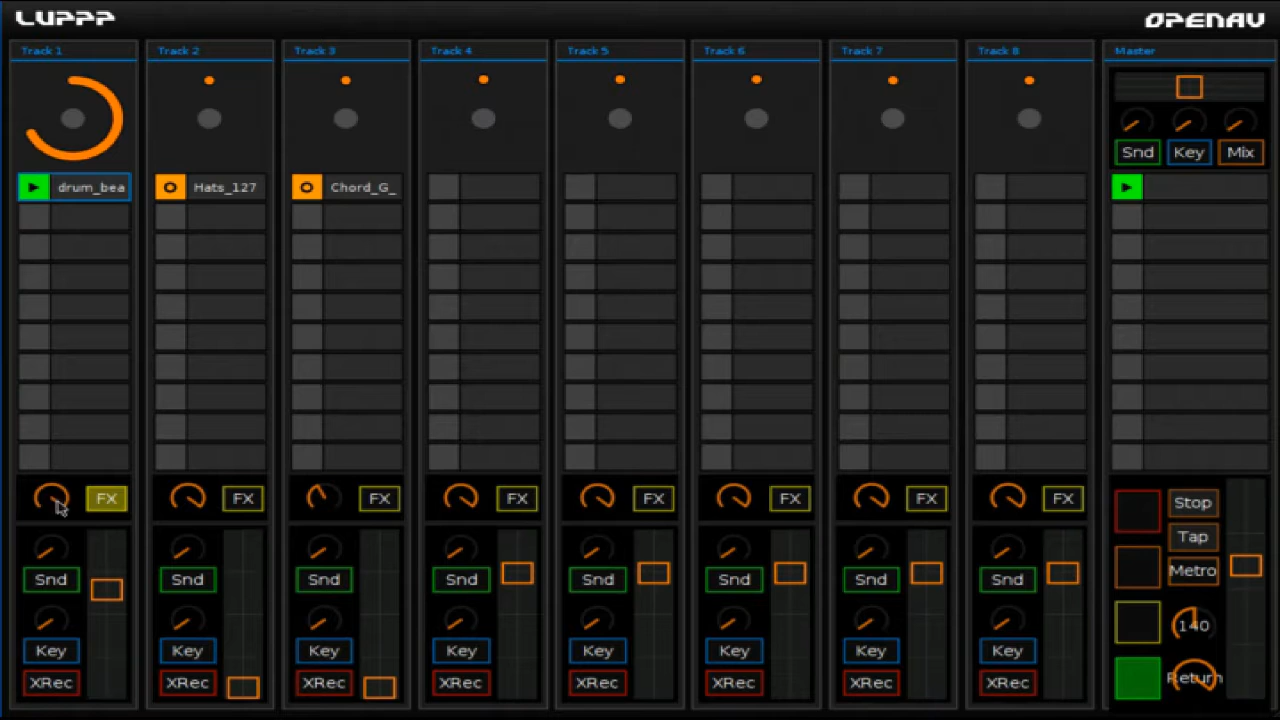 LUPPP OPENAV
Track 1 Track 2 Track 3 Track 4 Track 5 Track 6 Track 7 Track 8 Master
Snd Key Mix
drum_bea Hats_127 Chord_G_
FX FX FX FX FX FX FX FX Stop
Tap
Snd Snd Snd Snd Snd Snd Snd Snd Metro
140
Key Key Key Key Key Key Key Key
XRec XRec XRec XRec XRec XRec XRec XRec Return